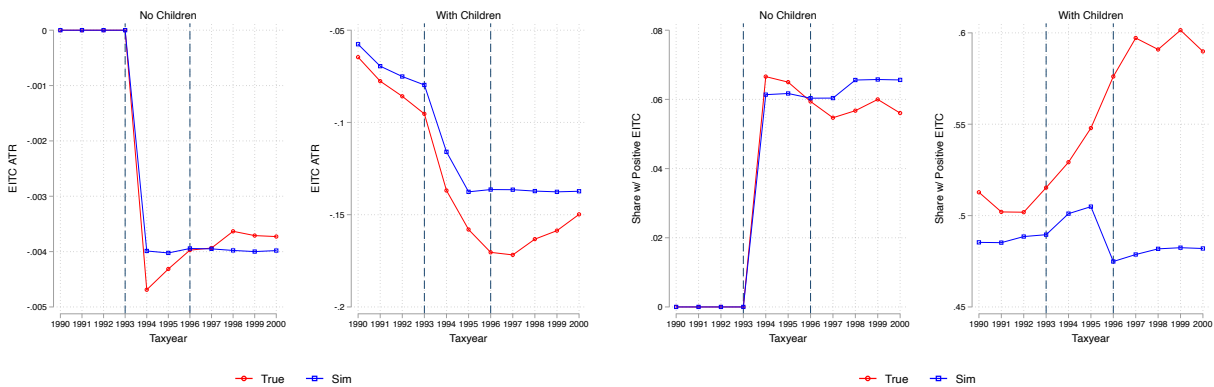 No Children
With Children
No Children
With Children
0
-.001
-.002
-.003
-.004
-.005
EITC ATR
1990 1991 1992 1993 1994 1995 1996 1997 1998 1999 2000
Taxyear
-.05
-.1
-.15
-.2
EITC ATR
1990 1991 1992 1993 1994 1995 1996 1997 1998 1999 2000
Taxyear
True
Sim
.08
.06
.04
.02
0
Share w/ Positive EITC
1990 1991 1992 1993 1994 1995 1996 1997 1998 1999 2000
Taxyear
.6
.55
.5
.45
Share w/ Positive EITC
1990 1991 1992 1993 1994 1995 1996 1997 1998 1999 2000
Taxyear
True
Sim